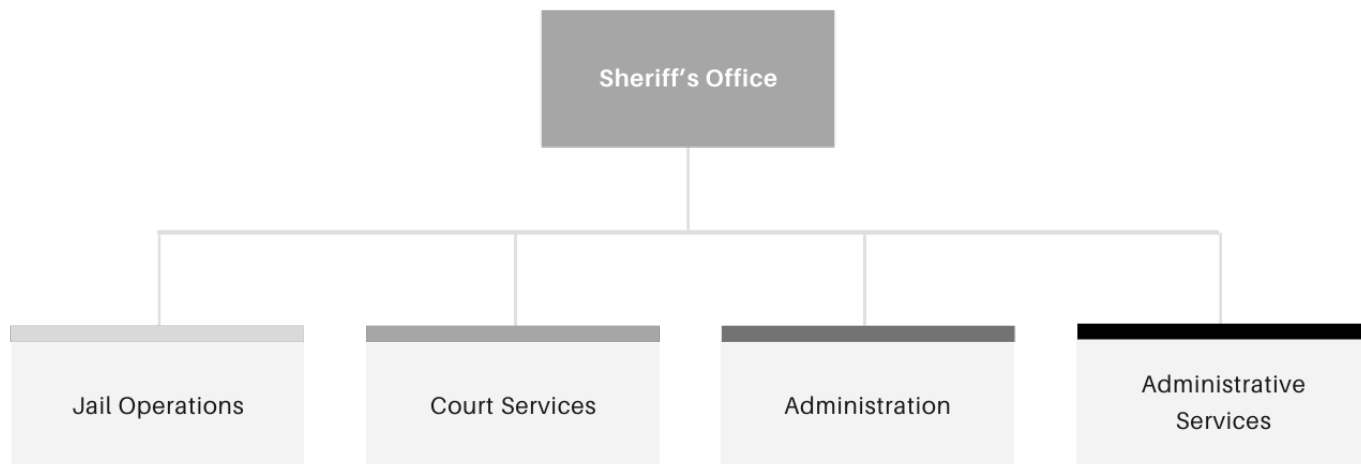 Sheriff’s Office
Jail Operations
Court Services
Administration
Administrative
Services